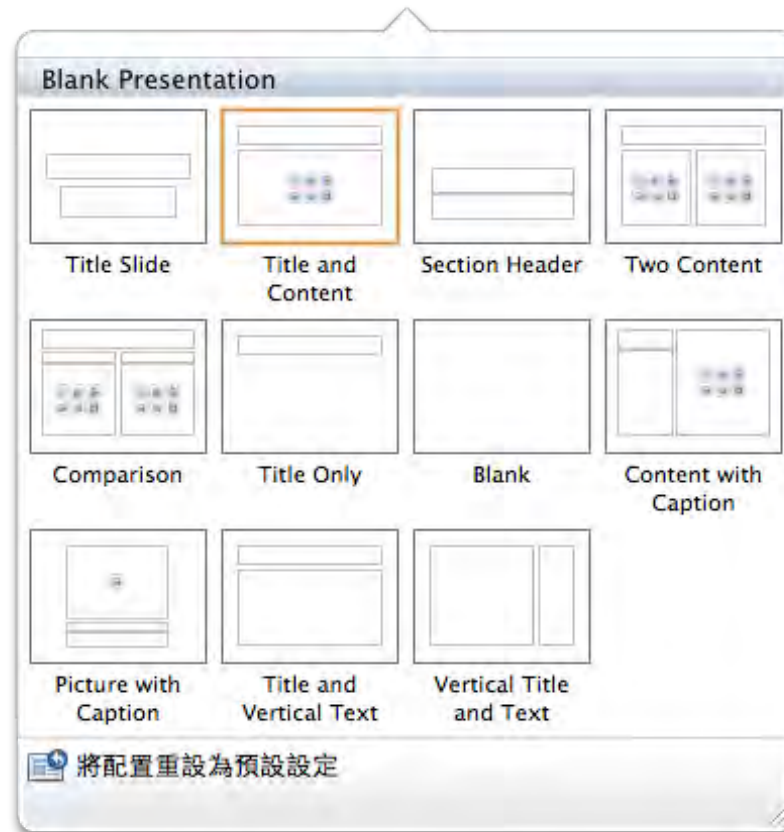 Blank Presentation
Title Slide
Title and
Content
Section Header
Two Content
Comparison
Title Only
Blank
Content with
Caption
Picture with
Caption
Title and
Vertical Text
Vertical Title
and Text
將配置重設為預設設定